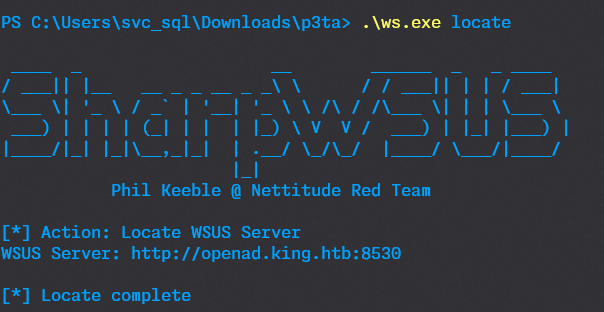 PS C:\Users\svc_sql\Downloads\p3ta> .\ws.exe locate
SharpWSUS
Phil Keeble @ Nettitude Red Team
[*] Action: Locate WSUS Server
WSUS Server: http://openad.king.htb:8530
[*] Locate complete